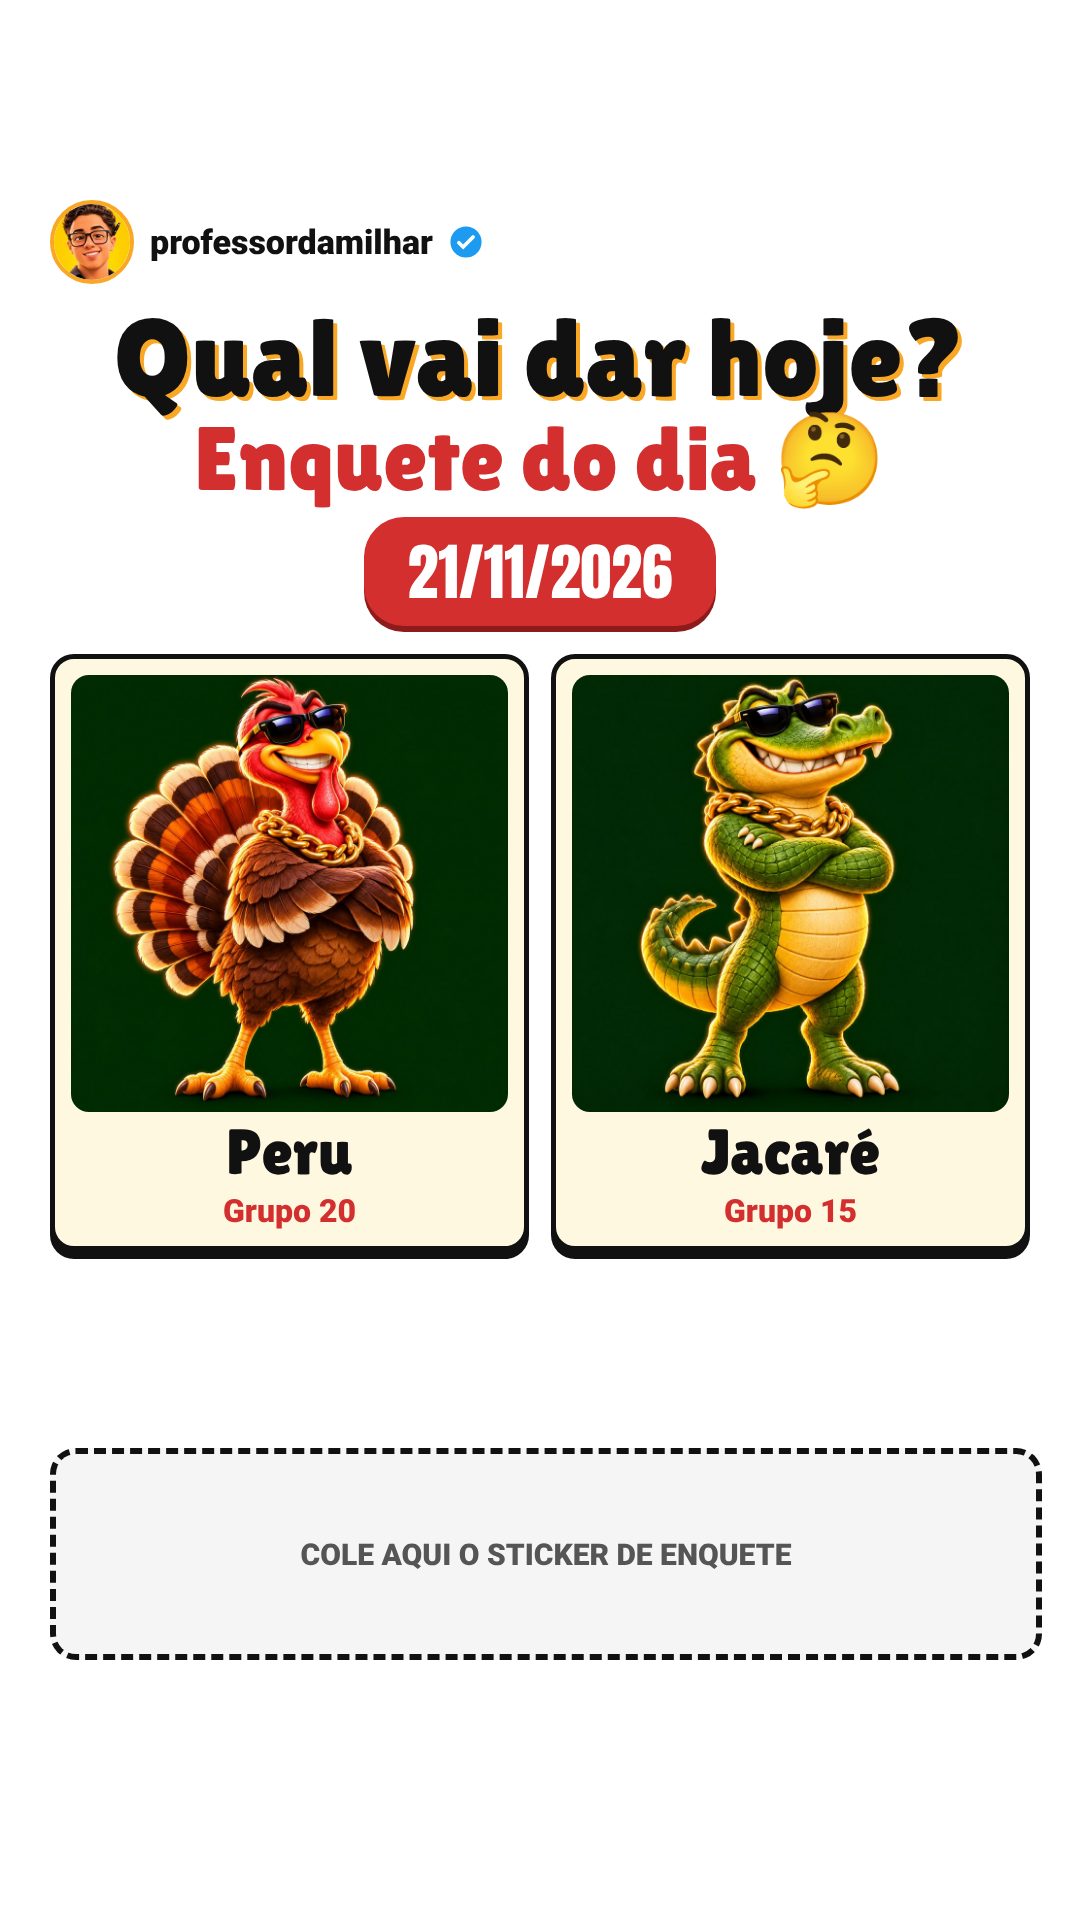 professordamilhar
Qual vai dar hoje?
Enquete do dia 🤔
21/11/2026
Peru
Grupo 20
Jacaré
Grupo 15
COLE AQUI O STICKER DE ENQUETE